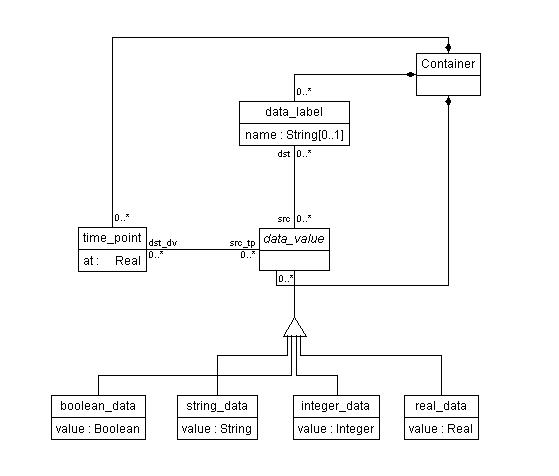 Container
0..*
data_label
name : String[0..1]
dst 0..*
0..*
src 0..*
time_point
at : Real
dst_dv
0..*
src_tp
0..*
data_value
0..*
boolean_data
value : Boolean
string_data
value : String
integer_data
value : Integer
real_data
value : Real